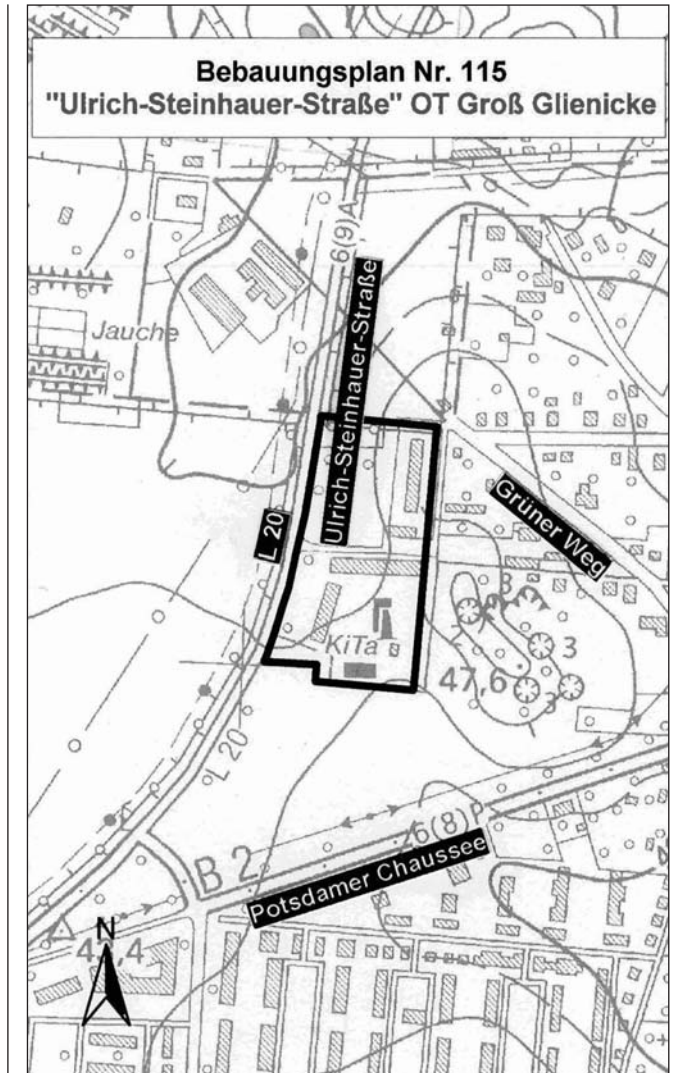 Bebauungsplan Nr. 115
"Ulrich-Steinhauer-Straße" OT Groß Glienicke
6(9)A
Ulrich-Steinhauer-Straße
Jauche
L 20
Grüner Weg
3
KiTa
47,6
3
L 20
6(8)P
B 2
Potsdamer Chaussee
N